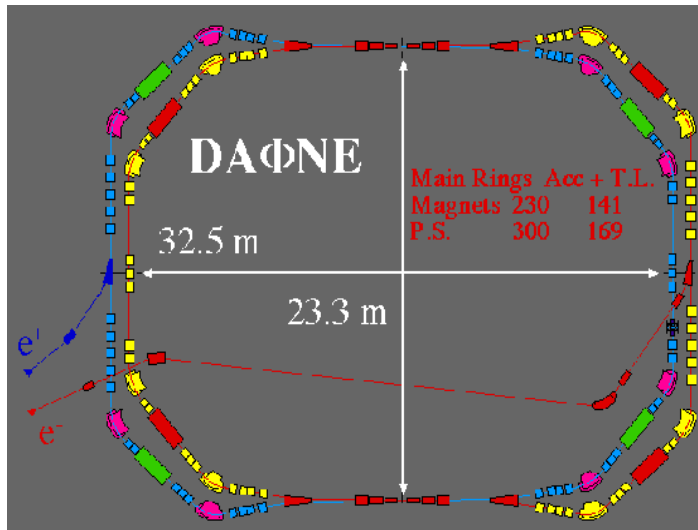 DAΦNE
Main Rings Acc + T.L.
Magnets 230 141
P.S. 300 169
32.5 m
23.3 m
e⁺
e⁻